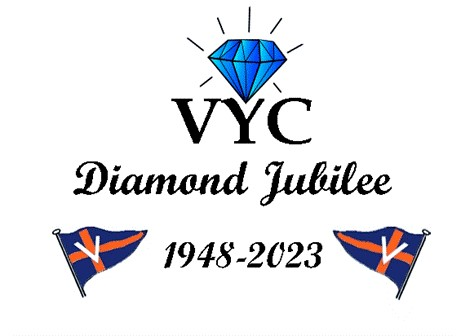 VYC
Diamond Jubilee
V 1948-2023 V